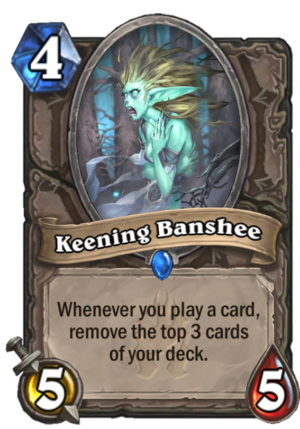 4
Keening Banshee
Whenever you play a card,
remove the top 3 cards
of your deck.
5
5